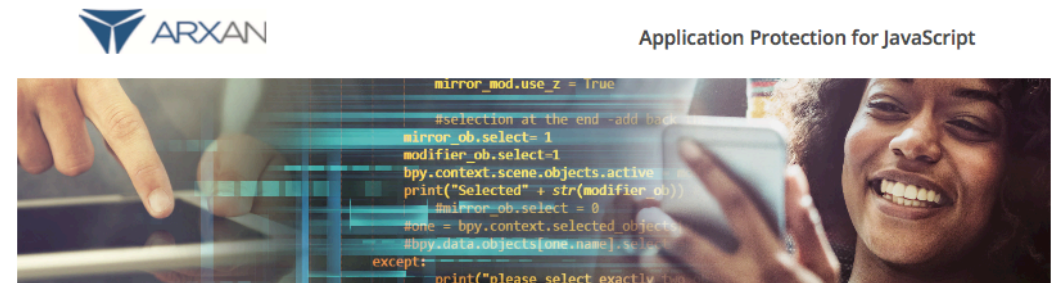 ARXAN
Application Protection for JavaScript
mirror_mod.use_z = True
#selection at the end -add back
mirror_ob.select= 1
modifier_ob.select=1
bpy.context.scene.objects.active
print("Selected" + str(modifier_ob))
#mirror_ob.select = 0
#one = bpy.context.selected_objects
#bpy.data.objects[one.name].select
except:
print("please select exactly two